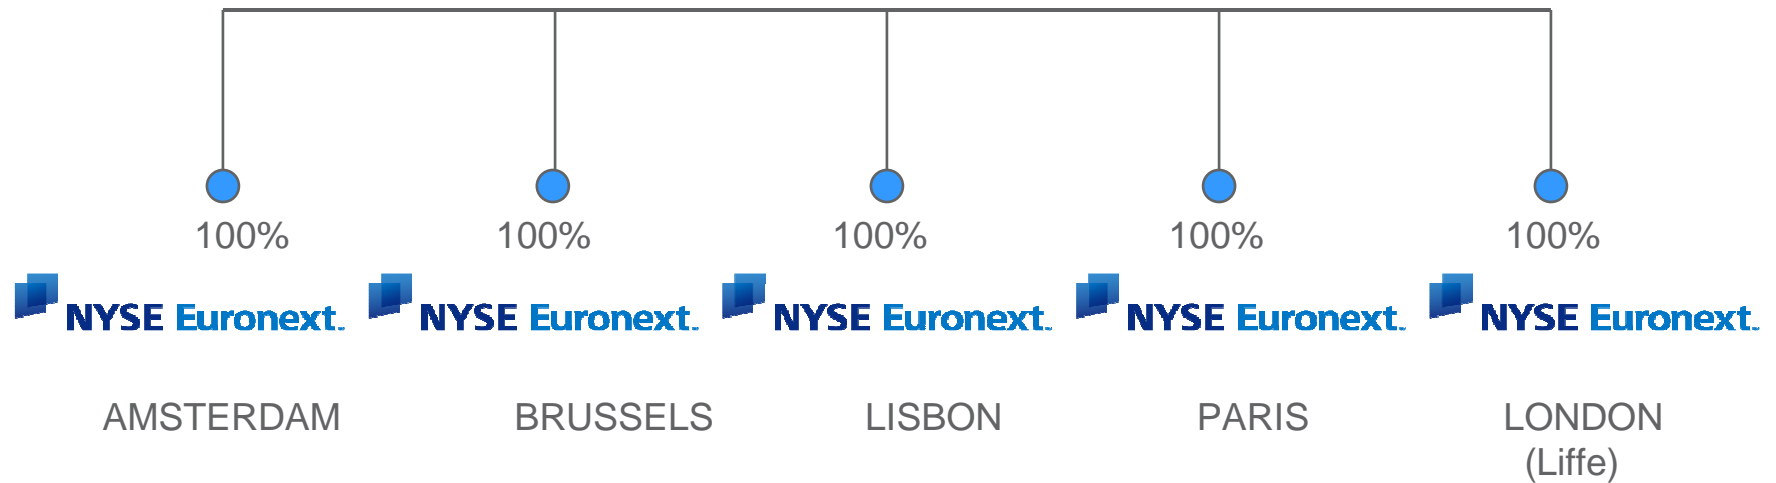 100% 100% 100% 100% 100%
NYSE Euronext. NYSE Euronext. NYSE Euronext. NYSE Euronext. NYSE Euronext.
AMSTERDAM BRUSSELS LISBON PARIS LONDON
(Liffe)